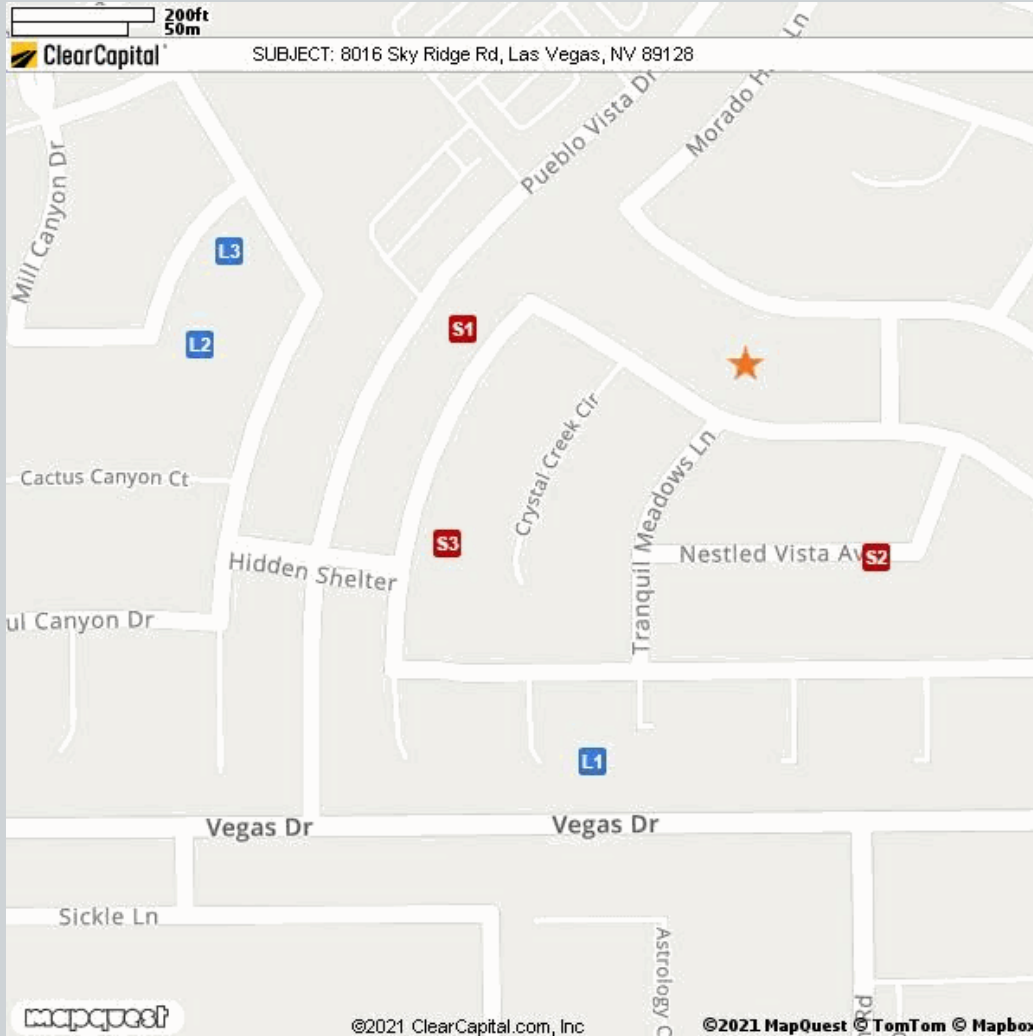 200ft
50m
ClearCapital
SUBJECT: 8016 Sky Ridge Rd, Las Vegas, NV 89128
Ln
Pueblo Vista Dr
Morado H
Mill Canyon Dr
L3
S1
L2
Crystal Creek Cir
Tranquil Meadows Ln
Cactus Canyon Ct
S3
Nestled Vista Av
S2
Hidden Shelter
ul Canyon Dr
L1
Vegas Dr
Vegas Dr
Sickle Ln
Astrology C
mapquest
©2021 ClearCapital.com, Inc
©2021 MapQuest © TomTom © Mapbox